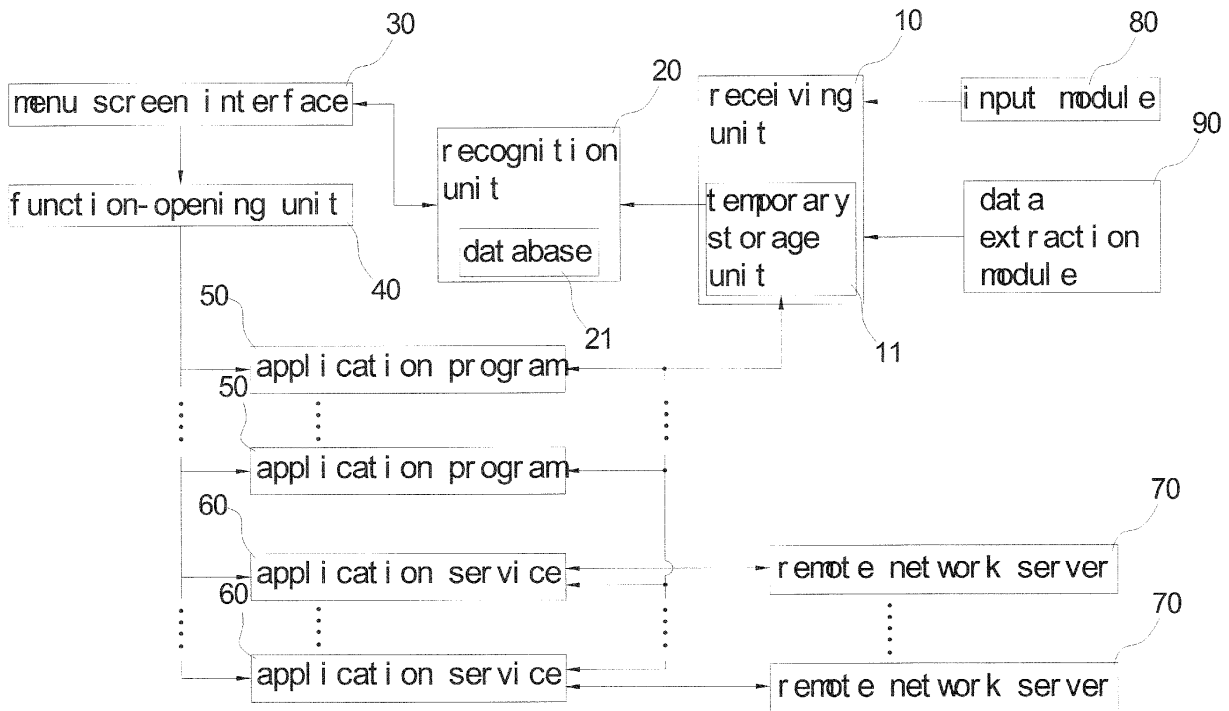 30
10
80
20
menu screen interface
receiving
unit
input module
90
recognition
unit
function-opening unit
temporary
storage
unit
data
extraction
module
database
40
50
21
11
application program
50
application program
60
70
application service
remote network server
60
70
application service
remote network server